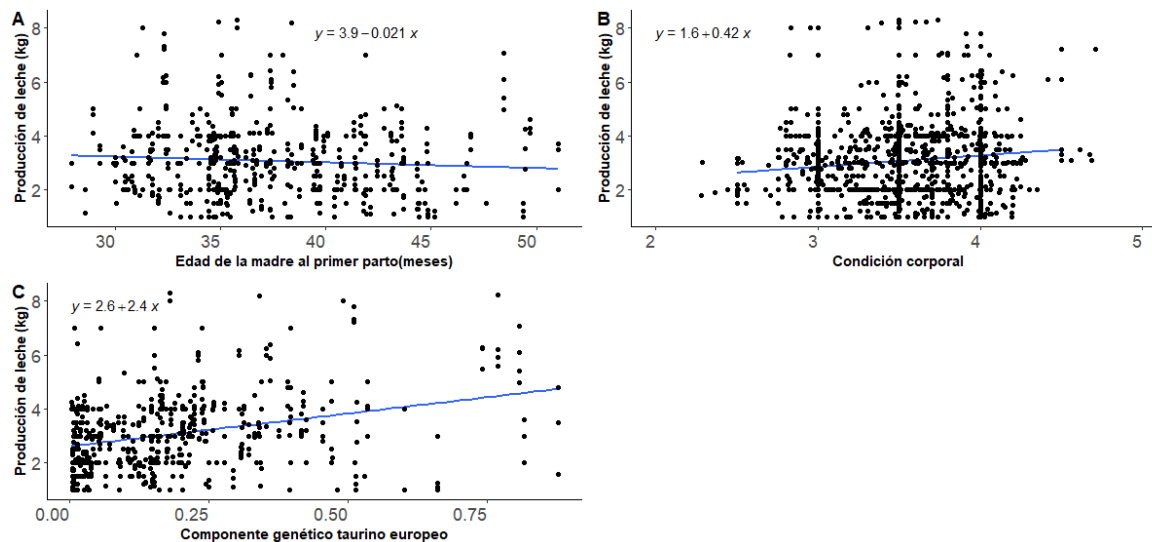 A
Producción de leche (kg)
8
6
4
2
y = 3.9 − 0.021 x
30 35 40 45 50
Edad de la madre al primer parto(meses)
B
Producción de leche (kg)
8
6
4
2
y = 1.6 + 0.42 x
2 3 4 5
Condición corporal
C
Producción de leche (kg)
8
6
4
2
y = 2.6 + 2.4 x
0.00 0.25 0.50 0.75
Componente genético taurino europeo